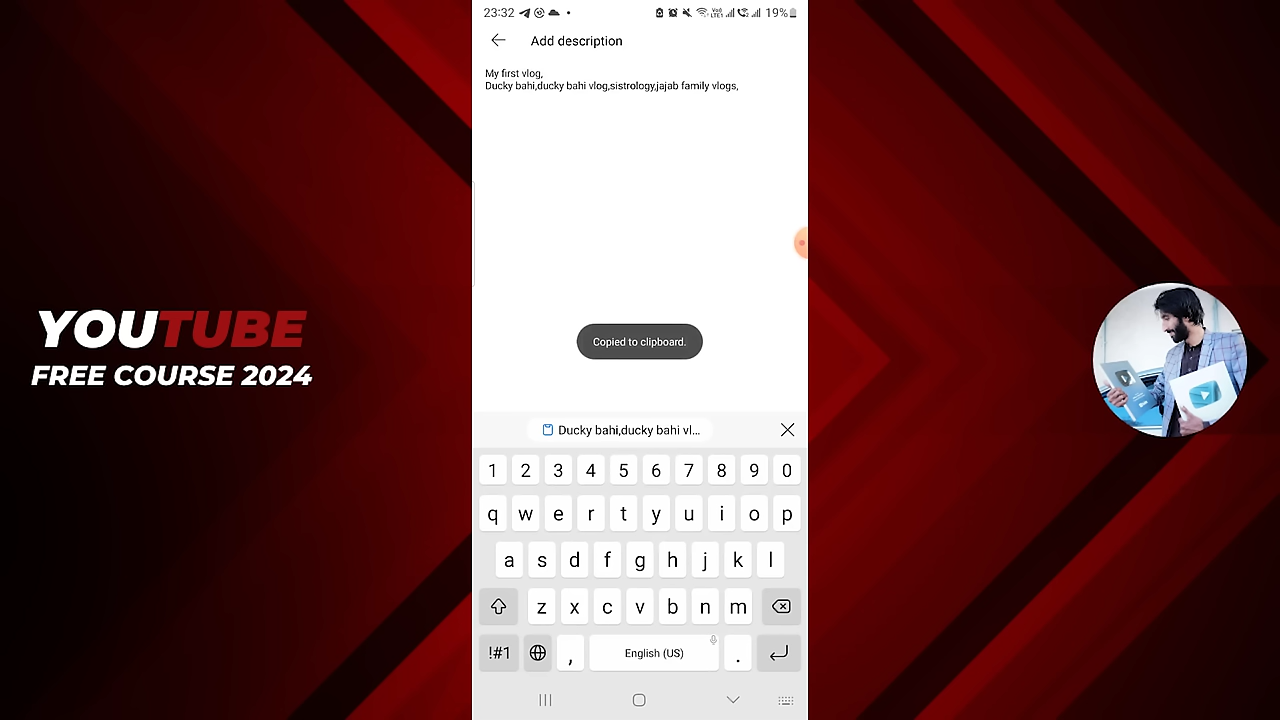 23:32
Vo))
LTE1
19%
Add description
My first vlog,
Ducky bahi,ducky bahi vlog,sistrology,jajab family vlogs,
YOUTUBE
FREE COURSE 2024
Copied to clipboard.
Ducky bahi,ducky bahi vl...
1 2 3 4 5 6 7 8 9 0
q w e r t y u i o p
a s d f g h j k l
z x c v b n m
!#1 , English (US) .